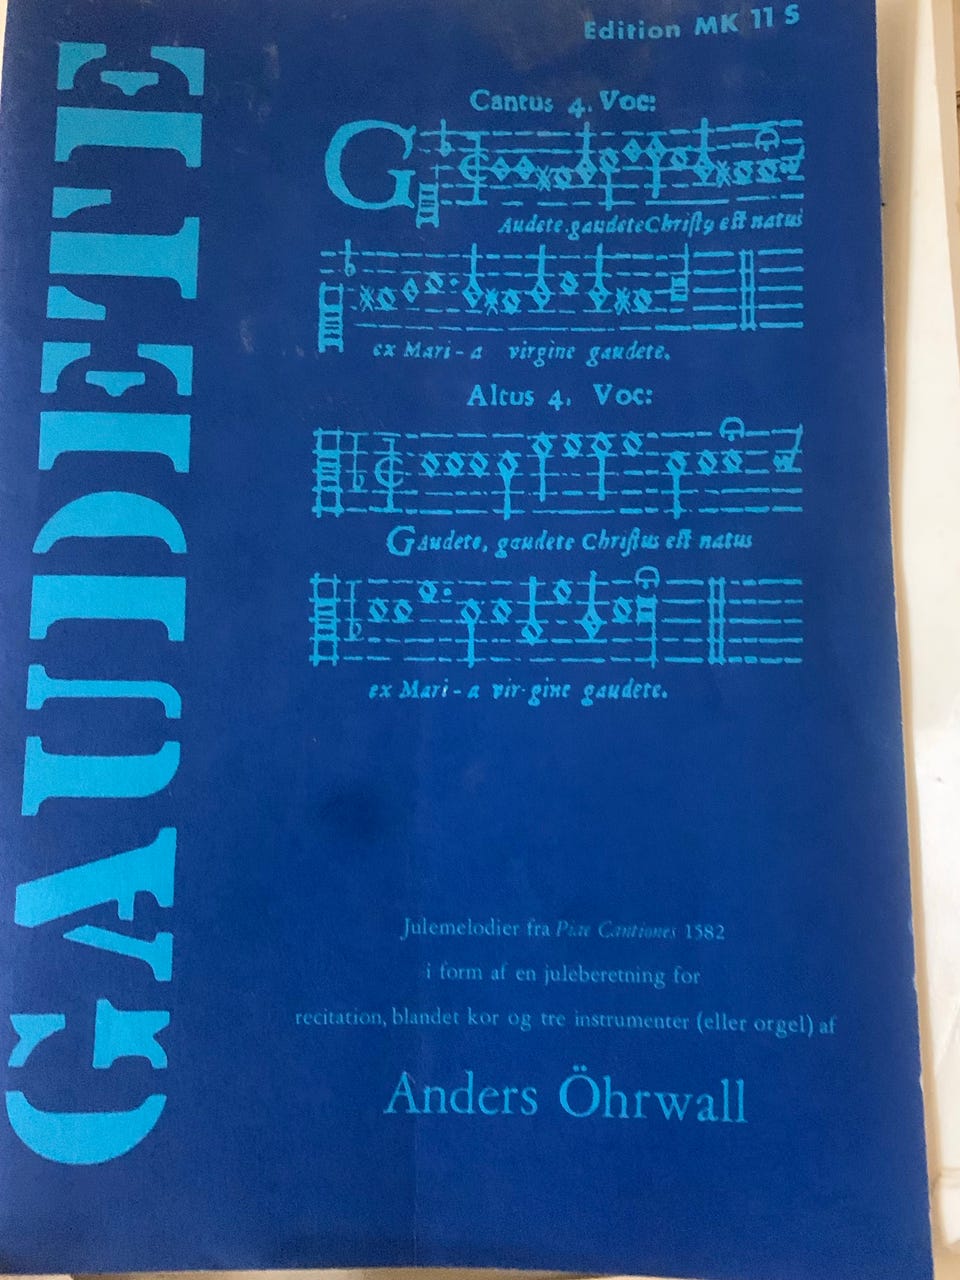 GAUDETE
Edition MK 11 S
Cantus 4. Voc:
Gaudete gaudete Christꝰ est natus
ex Mari - a virgine gaudete.
Altus 4. Voc:
Gaudete, gaudete Christus est natus
ex Mari - a vir- gine gaudete.
Julemelodier fra Piae Cantiones 1582
i form af en juleberetning for
recitation, blandet kor og tre instrumenter (eller orgel) af
Anders Öhrwall